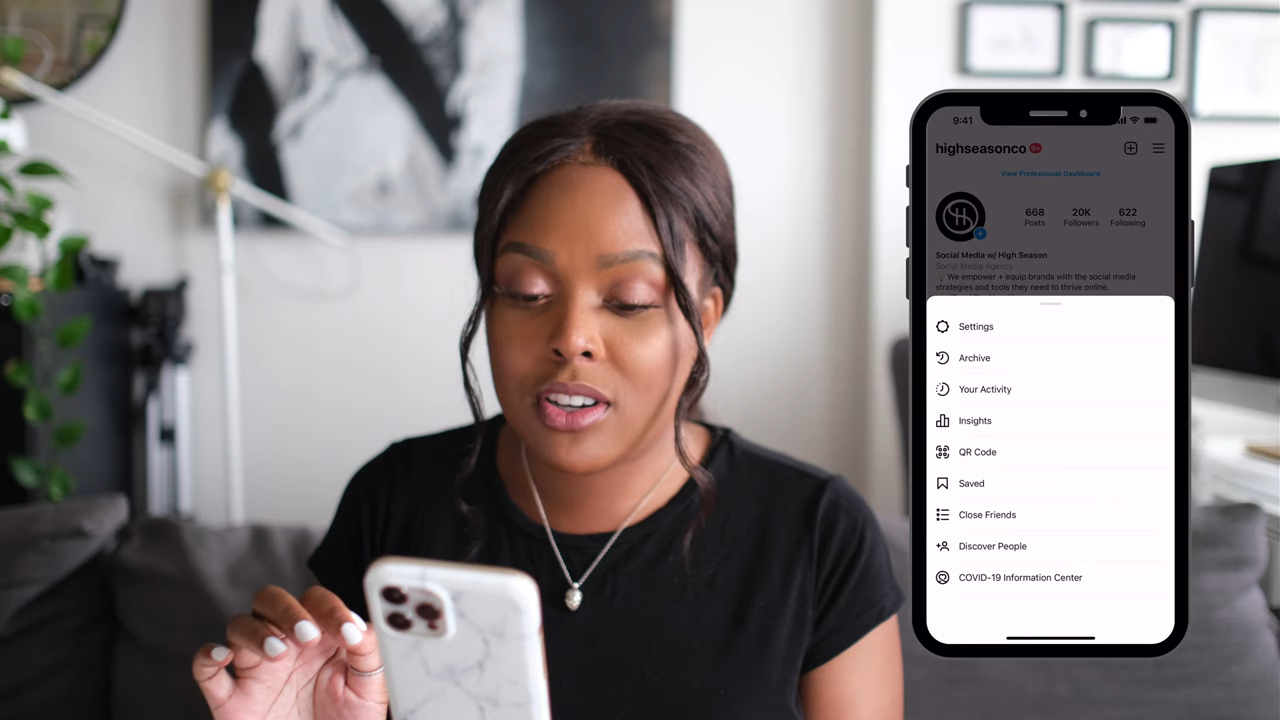 9:41
highseasonco 9+
View Professional Dashboard
668 20K 622
Posts Followers Following
Social Media w/ High Season
Social Media Agency
We empower + equip brands with the social media
strategies and tools they need to thrive online.
Settings
Archive
Your Activity
Insights
QR Code
Saved
Close Friends
Discover People
COVID-19 Information Center